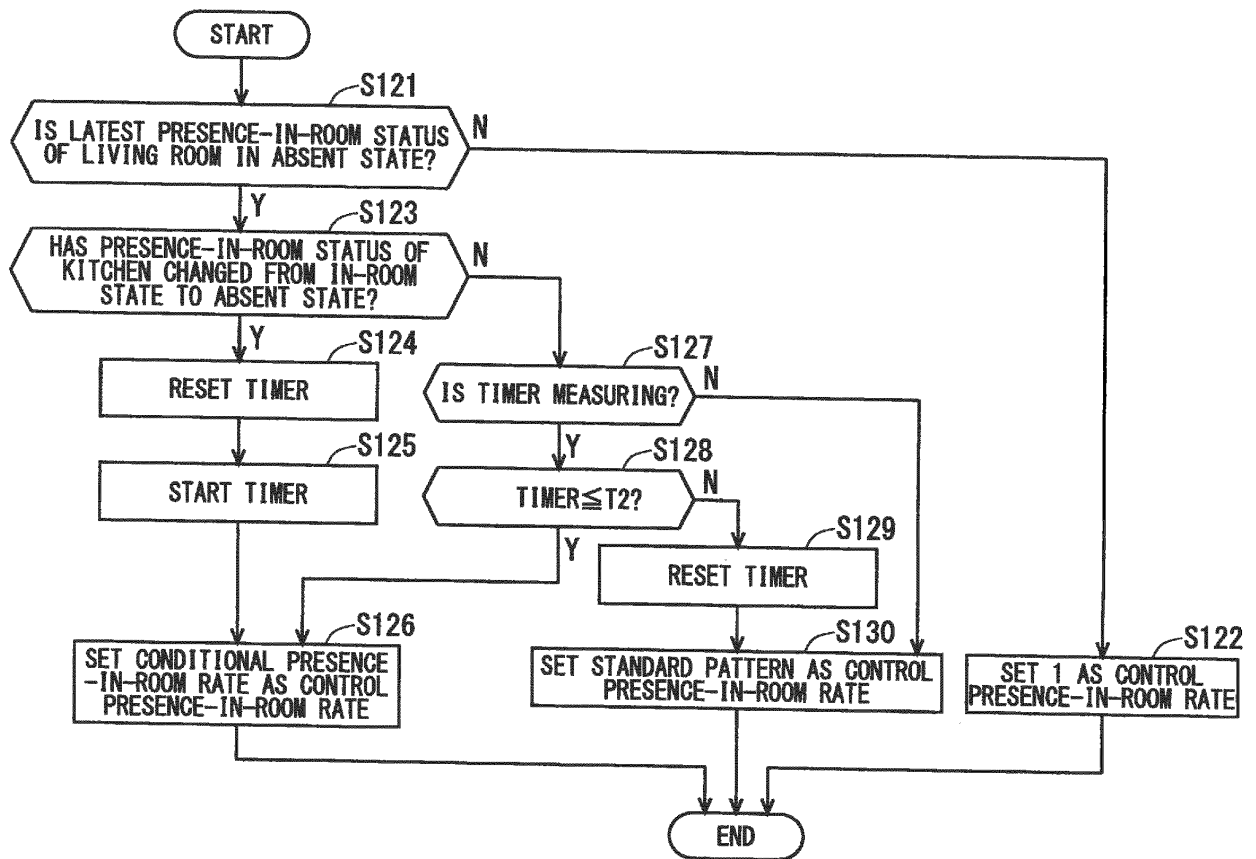 START
S121
IS LATEST PRESENCE-IN-ROOM STATUS
OF LIVING ROOM IN ABSENT STATE?
N
Y
S123
HAS PRESENCE-IN-ROOM STATUS OF
KITCHEN CHANGED FROM IN-ROOM
STATE TO ABSENT STATE?
N
Y
S124
RESET TIMER
S127
IS TIMER MEASURING?
N
Y
S125
START TIMER
S128
TIMER≦T2?
N
Y
S129
RESET TIMER
S126
SET CONDITIONAL PRESENCE
-IN-ROOM RATE AS CONTROL
PRESENCE-IN-ROOM RATE
S130
SET STANDARD PATTERN AS CONTROL
PRESENCE-IN-ROOM RATE
S122
SET 1 AS CONTROL
PRESENCE-IN-ROOM RATE
END